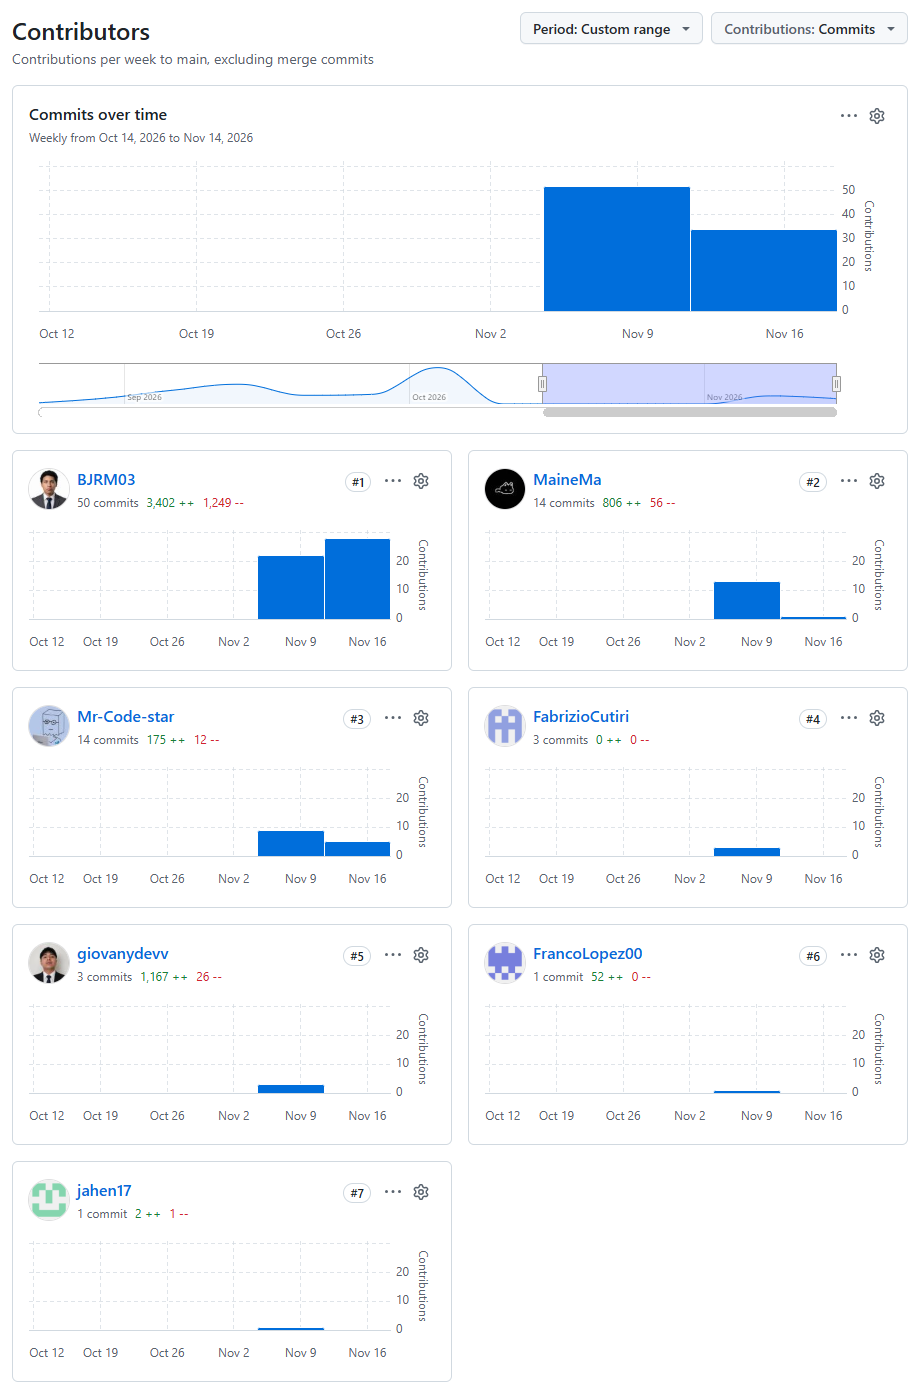 Contributors
Period: Custom range
Contributions: Commits
Contributions per week to main, excluding merge commits
Commits over time
Weekly from Oct 14, 2026 to Nov 14, 2026
50
40
30
20
10
0
Contributions
Oct 12 Oct 19 Oct 26 Nov 2 Nov 9 Nov 16
Sep 2026 Oct 2026 Nov 2026
BJRM03
#1
50 commits 3,402 ++ 1,249 --
20
10
0
Contributions
Oct 12 Oct 19 Oct 26 Nov 2 Nov 9 Nov 16
MaineMa
#2
14 commits 806 ++ 56 --
20
10
0
Contributions
Oct 12 Oct 19 Oct 26 Nov 2 Nov 9 Nov 16
Mr-Code-star
#3
14 commits 175 ++ 12 --
20
10
0
Contributions
Oct 12 Oct 19 Oct 26 Nov 2 Nov 9 Nov 16
FabrizioCutiri
#4
3 commits 0 ++ 0 --
20
10
0
Contributions
Oct 12 Oct 19 Oct 26 Nov 2 Nov 9 Nov 16
giovanydevv
#5
3 commits 1,167 ++ 26 --
20
10
0
Contributions
Oct 12 Oct 19 Oct 26 Nov 2 Nov 9 Nov 16
FrancoLopez00
#6
1 commit 52 ++ 0 --
20
10
0
Contributions
Oct 12 Oct 19 Oct 26 Nov 2 Nov 9 Nov 16
jahen17
#7
1 commit 2 ++ 1 --
20
10
0
Contributions
Oct 12 Oct 19 Oct 26 Nov 2 Nov 9 Nov 16